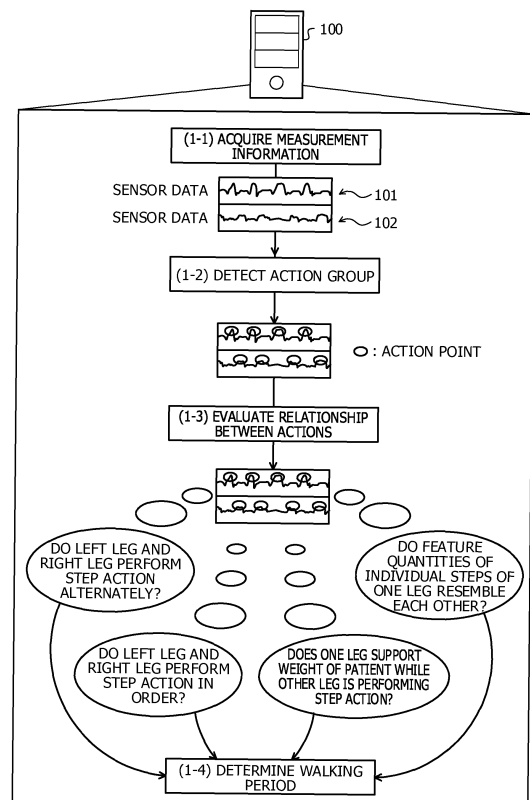 100
(1-1) ACQUIRE MEASUREMENT
INFORMATION
SENSOR DATA
101
SENSOR DATA
102
(1-2) DETECT ACTION GROUP
: ACTION POINT
(1-3) EVALUATE RELATIONSHIP
BETWEEN ACTIONS
DO LEFT LEG AND
RIGHT LEG PERFORM
STEP ACTION
ALTERNATELY?
DO FEATURE
QUANTITIES OF
INDIVIDUAL STEPS OF
ONE LEG RESEMBLE
EACH OTHER?
DO LEFT LEG AND
RIGHT LEG PERFORM
STEP ACTION IN
ORDER?
DOES ONE LEG SUPPORT
WEIGHT OF PATIENT WHILE
OTHER LEG IS PERFORMING
STEP ACTION?
(1-4) DETERMINE WALKING
PERIOD